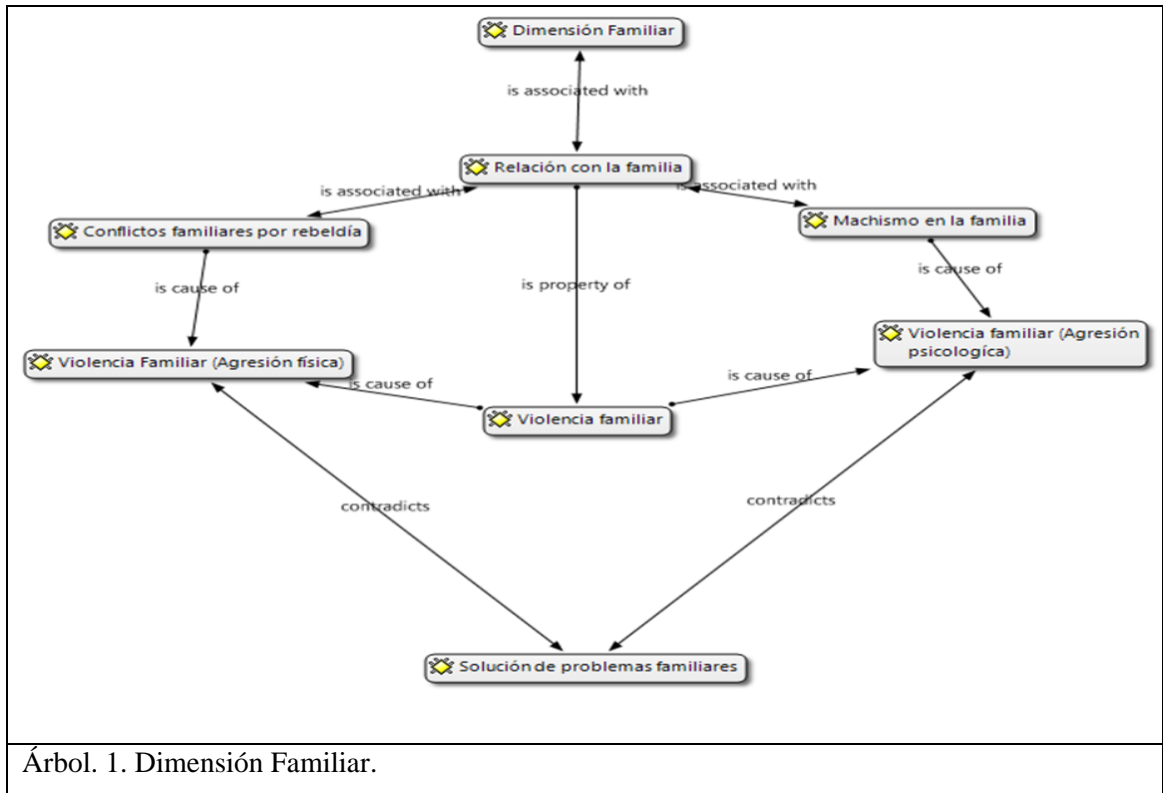 Dimensión Familiar
is associated with
Relación con la familia
is associated with
is associated with
Conflictos familiares por rebeldía
Machismo en la familia
is cause of
is property of
is cause of
Violencia Familiar (Agresión física)
Violencia familiar (Agresión
psicologíca)
is cause of
is cause of
Violencia familiar
contradicts
contradicts
Solución de problemas familiares
Árbol. 1. Dimensión Familiar.